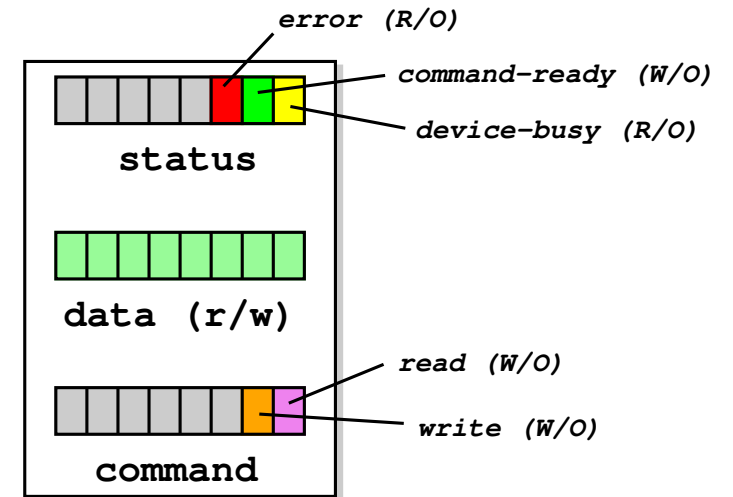 error (R/O)
command-ready (W/O)
device-busy (R/O)
status
data (r/w)
read (W/O)
write (W/O)
command